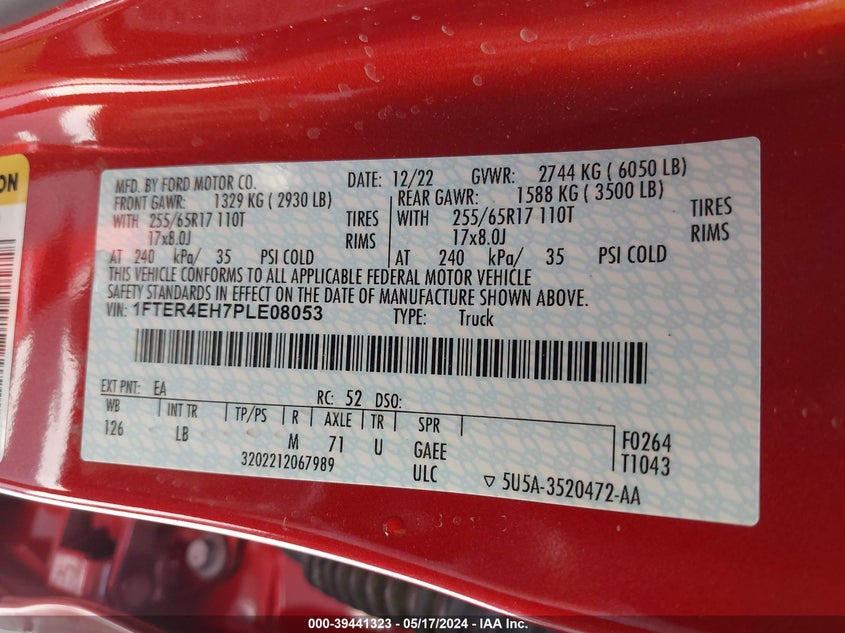 ON
MFD. BY FORD MOTOR CO. DATE: 12/22 GVWR: 2744 KG ( 6050 LB)
FRONT GAWR: 1329 KG ( 2930 LB) REAR GAWR: 1588 KG ( 3500 LB)
WITH 255/65R17 110T TIRES WITH 255/65R17 110T TIRES
17x8.0J RIMS 17x8.0J RIMS
AT 240 kPa/ 35 PSI COLD AT 240 kPa/ 35 PSI COLD
THIS VEHICLE CONFORMS TO ALL APPLICABLE FEDERAL MOTOR VEHICLE
SAFETY STANDARDS IN EFFECT ON THE DATE OF MANUFACTURE SHOWN ABOVE.
VIN: 1FTER4EH7PLE08053 TYPE: Truck
EXT PNT: EA RC: 52 DSO:
WB INT TR TP/PS R AXLE TR SPR F0264
126 LB M 71 U GAEE T1043
3202212067989 ULC ▽ 5U5A-3520472-AA
000-39441323 / 05/17/2024 / IAA Inc.